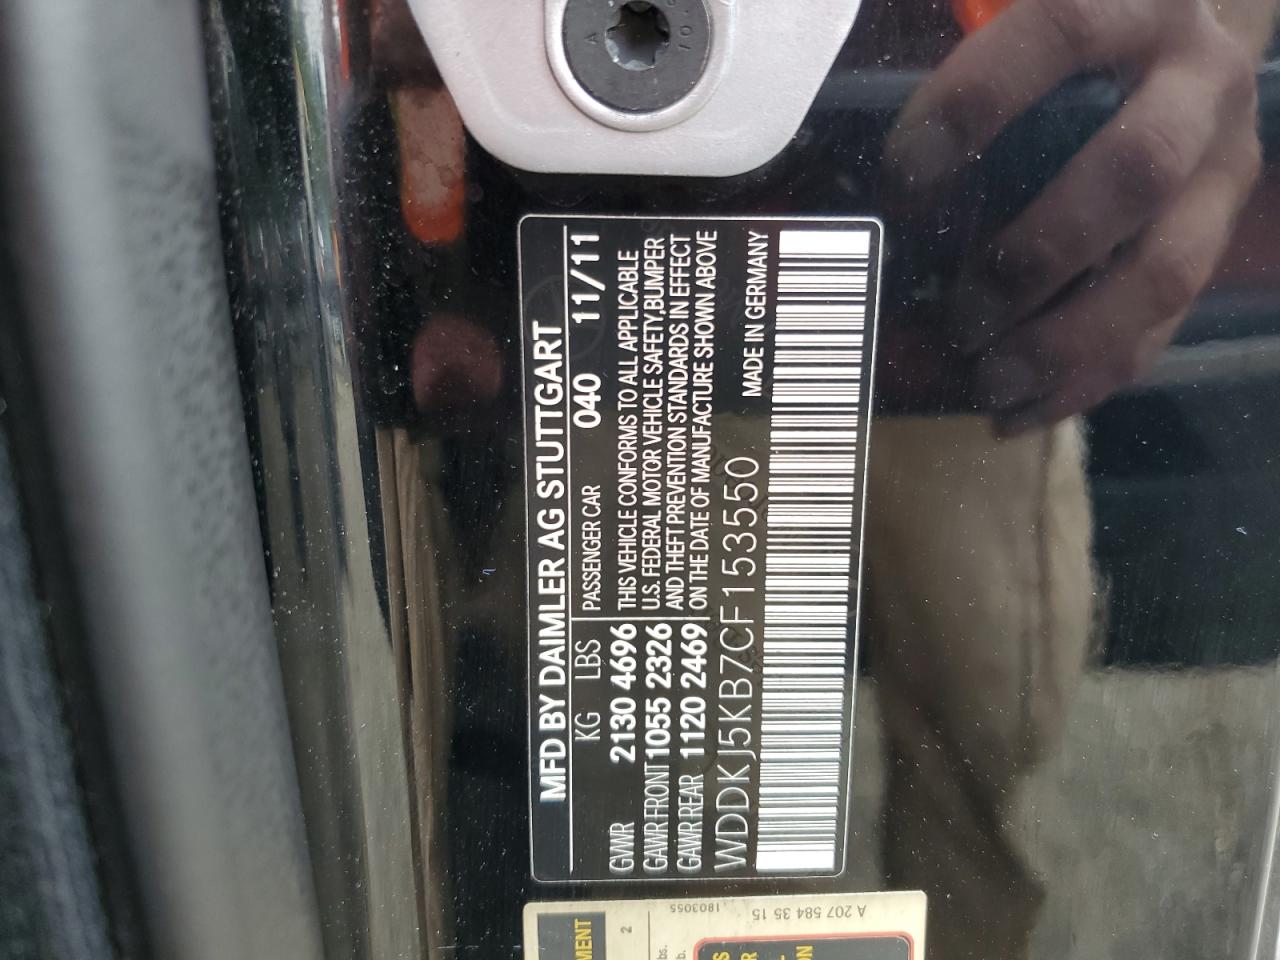 MFD BY DAIMLER AG STUTTGART
KG LBS PASSENGER CAR 040 11/11
GVWR 2130 4696 THIS VEHICLE CONFORMS TO ALL APPLICABLE
GAWR FRONT 1055 2326 U.S. FEDERAL MOTOR VEHICLE SAFETY,BUMPER
AND THEFT PREVENTION STANDARDS IN EFFECT
GAWR REAR 1120 2469 ON THE DATE OF MANUFACTURE SHOWN ABOVE
WDDKJ5KB7CF153550 MADE IN GERMANY
A 207 584 35 15
1803055
2